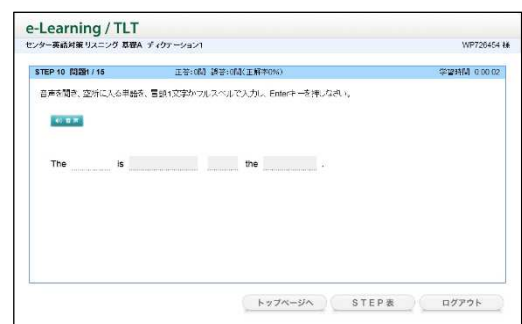 e-Learning / TLT
センター英語対策 リスニング 基礎A ディクテーション1 WP726454 様
STEP 10 問題1 / 15 正答:0問 誤答:0問(正解率0%) 学習時間 0:00:02
音声を聞き、空所に入る単語を、冒頭1文字かフルスペルで入力し、Enterキーを押しなさい。
音声
The is the .
トップページへ STEP表 ログアウト